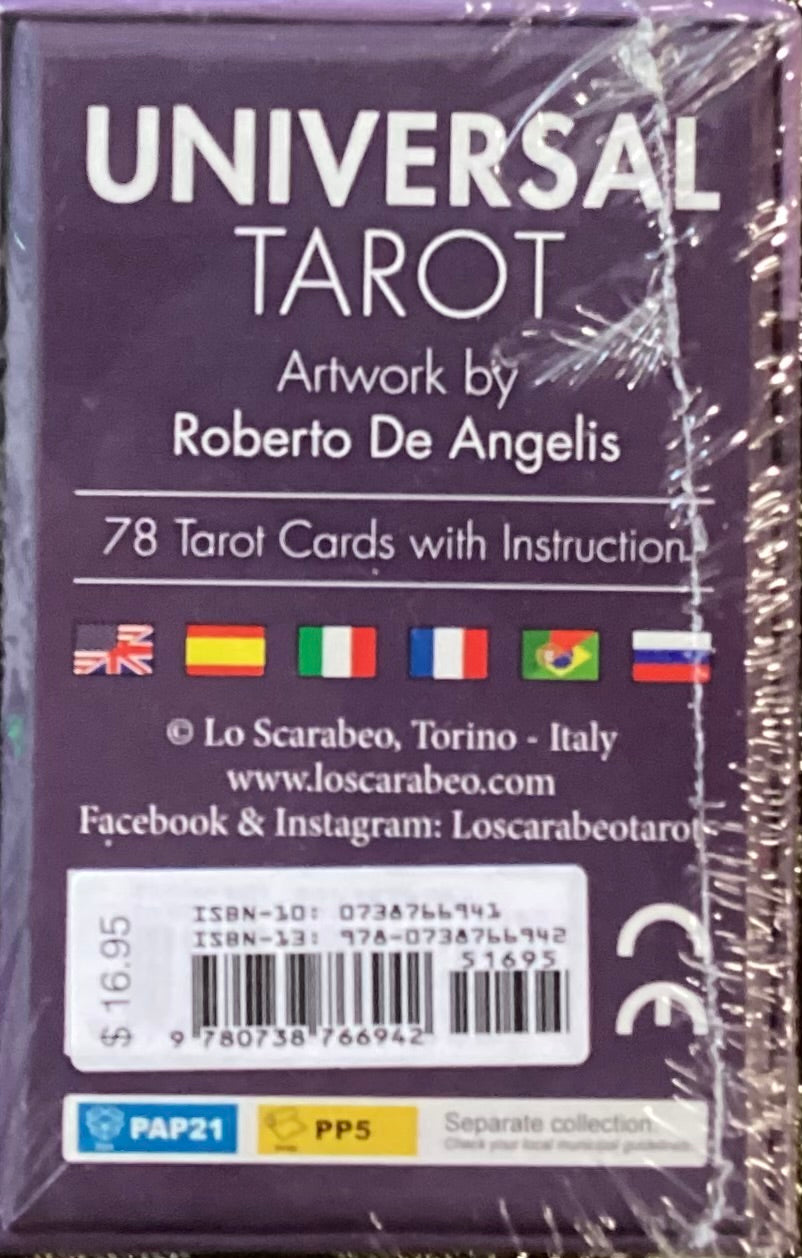 UNIVERSAL
TAROT
Artwork by
Roberto De Angelis
78 Tarot Cards with Instruction
© Lo Scarabeo, Torino - Italy
www.loscarabeo.com
Facebook & Instagram: Loscarabeotarots
$ 16.95
ISBN-10: 0738766941
ISBN-13: 978-0738766942
51695
9 780738 766942
CE
PAP21
PP5
Separate collection
Check your local municipal guidelines